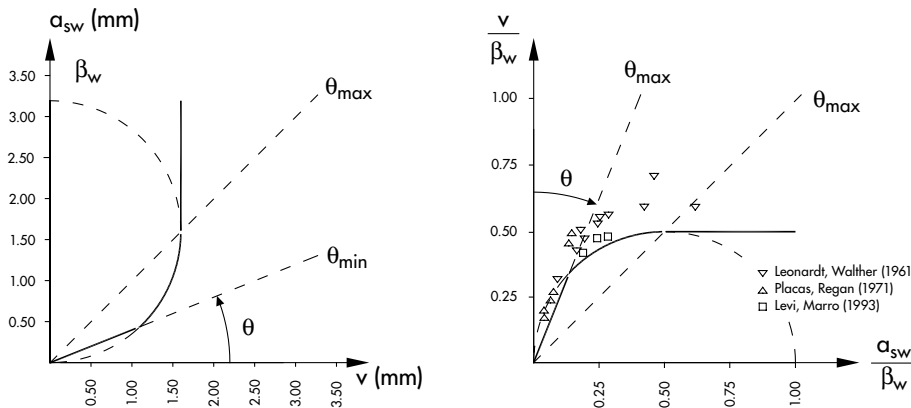 a_sw (mm)
β_w
3.50
3.00
2.50
2.00
1.50
1.00
0.50
θ_max
θ_min
θ
v (mm)
0.50
1.00
1.50
2.00
2.50
3.00
3.50
v
β_w
1.00
0.75
0.50
0.25
θ_max
θ_max
θ
Leonardt, Walther (1961
Placas, Regan (1971)
Levi, Marro (1993)
a_sw
β_w
0.25
0.50
0.75
1.00